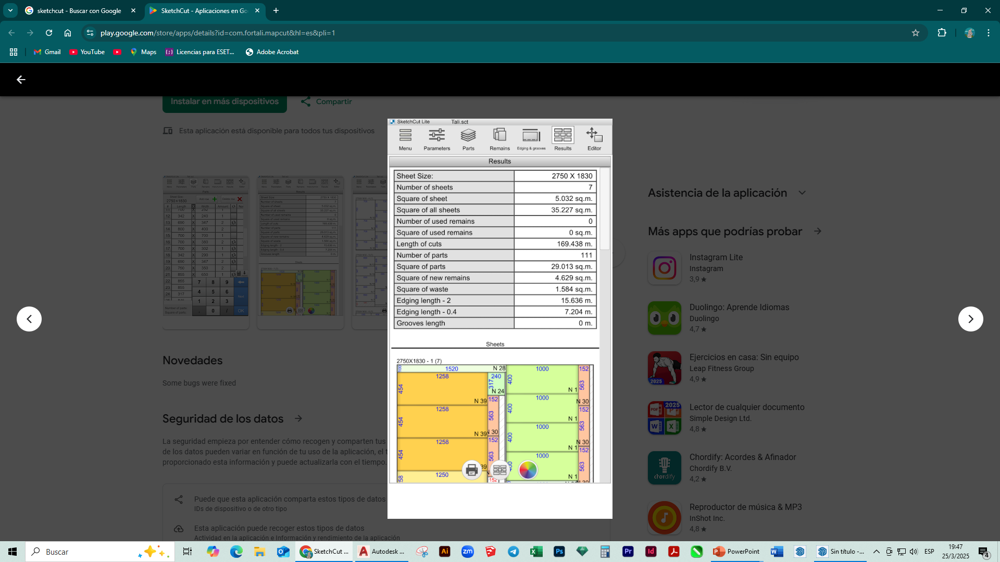 sketchcut - Buscar con Google
SketchCut - Aplicaciones en Go
play.google.com/store/apps/details?id=com.fortali.mapcut&hl=es&pli=1
Gmail
YouTube
Maps
Licencias para ESET...
Adobe Acrobat
Instalar en más dispositivos
Compartir
Esta aplicación está disponible para todos tus dispositivos
SketchCut Lite Tali.sct
Menu
Parameters
Parts
Remains
Edging & grooves
Results
Editor
Results
Sheet Size: 2750 X 1830
Number of sheets 7
Square of sheet 5.032 sq.m.
Square of all sheets 35.227 sq.m.
Number of used remains 0
Square of used remains 0 sq.m.
Length of cuts 169.438 m.
Number of parts 111
Square of parts 29.013 sq.m.
Square of new remains 4.629 sq.m.
Square of waste 1.584 sq.m.
Edging length - 2 15.636 m.
Edging length - 0.4 7.204 m.
Grooves length 0 m.
Sheets
2750X1830 - 1 (7)
100 1520 N 28 1000 152
1258 240
454 317 400 563
N 24 N 1
N 39 152 1000 N 30
1258 152
454 563 400 563
N 39 N 30 N 1
1258 152 1000 N 30
454 563 400 152
N 1
1000
1250 N 1 563
152
Novedades
Some bugs were fixed
Seguridad de los datos
La seguridad empieza por entender cómo recogen y comparten tus
de los datos pueden variar en función de tu uso de la aplicación, el t
proporcionado esta información y puede actualizarla con el tiempo.
Puede que esta aplicación comparta estos tipos de datos
IDs de dispositivo o de otro tipo
Esta aplicación puede recoger estos tipos de datos
Actividad en la aplicación e Información y rendimiento de la aplicación
Asistencia de la aplicación
Más apps que podrías probar
Instagram Lite
Instagram
3,9 ★
Duolingo: Aprende Idiomas
Duolingo
4,7 ★
Ejercicios en casa: Sin equipo
Leap Fitness Group
4,9 ★
2025
Lector de cualquier documento
Simple Design Ltd.
4,8 ★
2025
PDF
W X
Chordify: Acordes & Afinador
Chordify B.V.
4,2 ★
chordify
Reproductor de música & MP3
InShot Inc.
4,8 ★
Buscar
SketchCut ...
Autodesk ...
Ai
zm
Ps
Pr
Id
PowerPoint
Sin título -...
ESP
19:47
25/3/2025
4